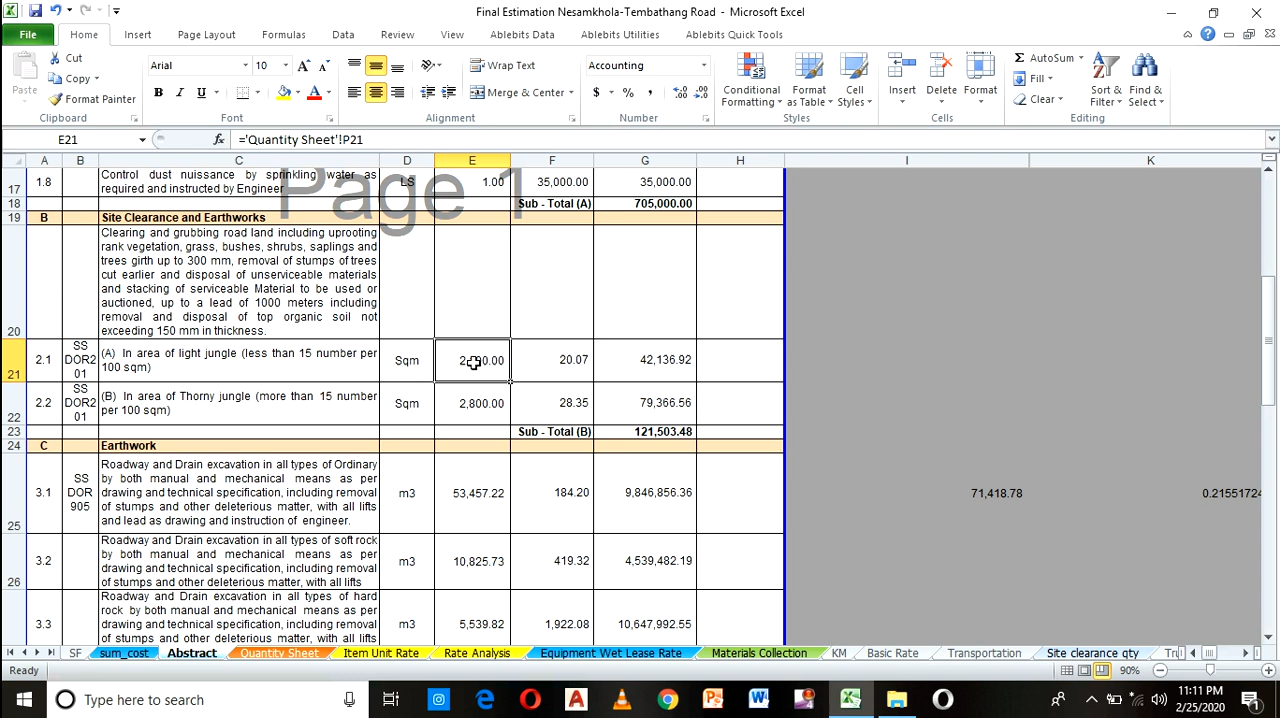 Final Estimation Nesamkhola-Tembathang Road - Microsoft Excel
File Home Insert Page Layout Formulas Data Review View Ablebits Data Ablebits Utilities Ablebits Quick Tools
Paste
Cut
Copy
Format Painter
Clipboard
Arial 10
B I U
Font
Wrap Text
Merge & Center
Alignment
Accounting
$ % ,
Number
Conditional Formatting
Format as Table
Cell Styles
Styles
Insert Delete Format
Cells
Σ AutoSum
Fill
Clear
Sort & Filter
Find & Select
Editing
E21 fx ='Quantity Sheet'!P21
A B C D E F G H I K
Page 1
17 1.8 Control dust nuissance by sprinkling water as required and instructed by Engineer LS 1.00 35,000.00 35,000.00
18 Sub - Total (A) 705,000.00
19 B Site Clearance and Earthworks
20 Clearing and grubbing road land including uprooting
rank vegetation, grass, bushes, shrubs, saplings and
trees girth up to 300 mm, removal of stumps of trees
cut earlier and disposal of unserviceable materials
and stacking of serviceable Material to be used or
auctioned, up to a lead of 1000 meters including
removal and disposal of top organic soil not
exceeding 150 mm in thickness.
21 2.1 SS DOR2 01 (A) In area of light jungle (less than 15 number per 100 sqm) Sqm 20.07 42,136.92
22 2.2 SS DOR2 01 (B) In area of Thorny jungle (more than 15 number per 100 sqm) Sqm 2,800.00 28.35 79,366.56
23 Sub - Total (B) 121,503.48
24 C Earthwork
25 3.1 SS DOR 905 Roadway and Drain excavation in all types of Ordinary
by both manual and mechanical means as per
drawing and technical specification, including removal
of stumps and other deleterious matter, with all lifts
and lead as drawing and instruction of engineer. m3 53,457.22 184.20 9,846,856.36 71,418.78 0.21551724
26 3.2 Roadway and Drain excavation in all types of soft rock
by both manual and mechanical means as per
drawing and technical specification, including removal
of stumps and other deleterious matter, with all lifts m3 10,825.73 419.32 4,539,482.19
3.3 Roadway and Drain excavation in all types of hard
rock by both manual and mechanical means as per
drawing and technical specification, including removal
of stumps and other deleterious matter, with all lifts m3 5,539.82 1,922.08 10,647,992.55
SF sum_cost Abstract Quantity Sheet Item Unit Rate Rate Analysis Equipment Wet Lease Rate Materials Collection KM Basic Rate Transportation Site clearance qty
Ready 90%
Type here to search
11:11 PM
2/25/2020